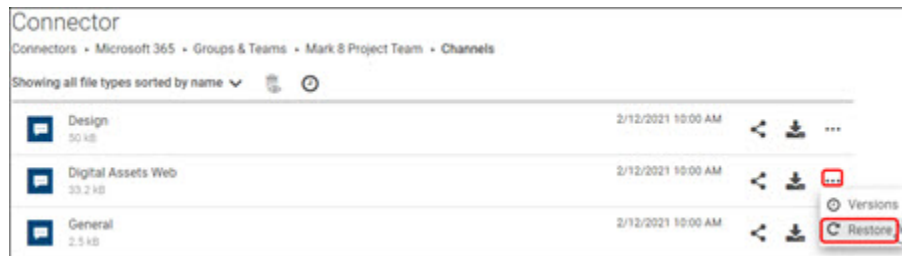 Connector
Connectors • Microsoft 365 • Groups & Teams • Mark 8 Project Team • Channels
Showing all file types sorted by name
Design 2/12/2021 10:00 AM
50 kB
Digital Assets Web 2/12/2021 10:00 AM
33.2 kB
Versions
General 2/12/2021 10:00 AM
2.5 kB
Restore